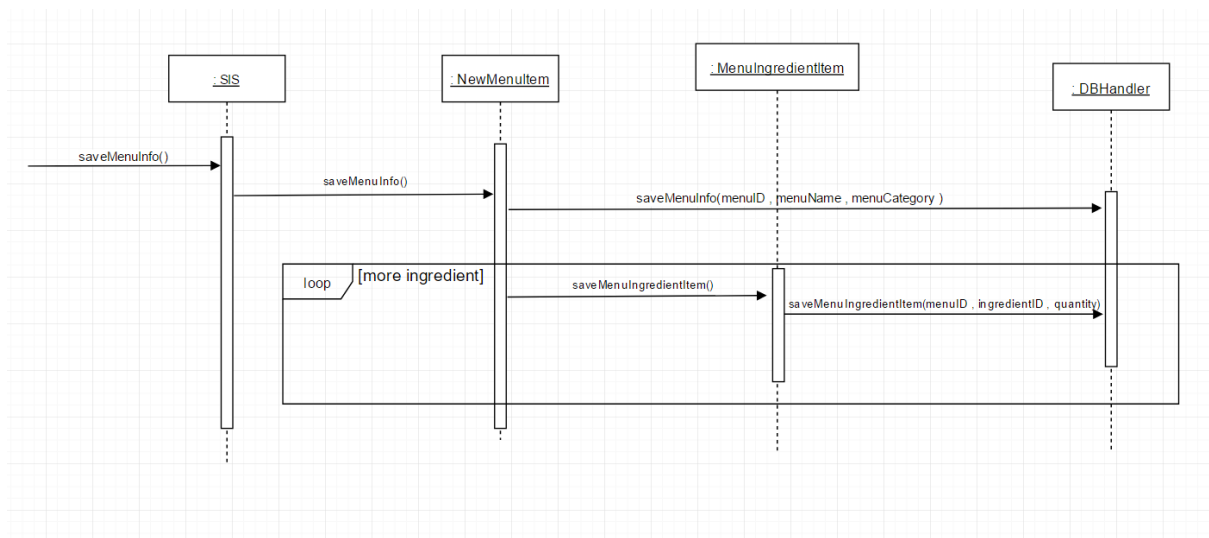 : SIS
: NewMenuItem
: MenuIngredientItem
: DBHandler
saveMenuInfo()
saveMenuInfo()
saveMenuInfo(menuID , menuName , menuCategory )
loop
[more ingredient]
saveMenuIngredientItem()
saveMenuIngredientItem(menuID , ingredientID , quantity)